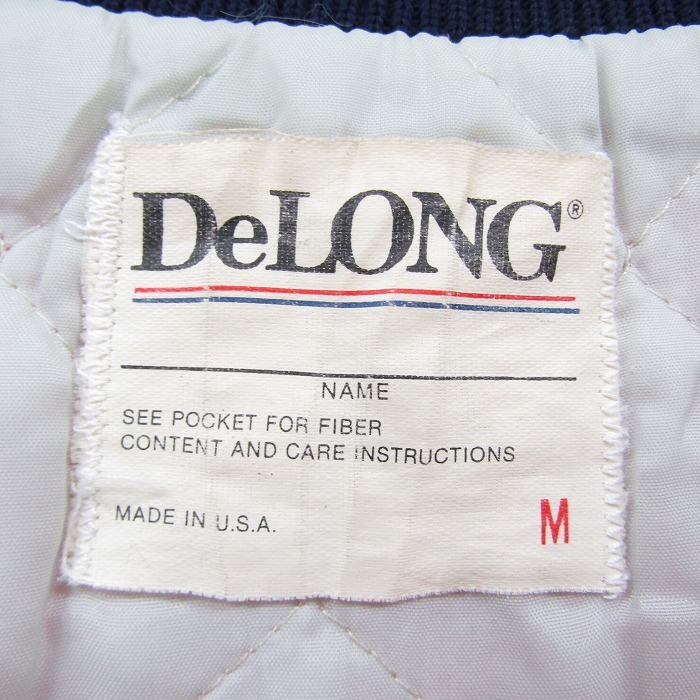 DeLONG®
NAME
SEE POCKET FOR FIBER
CONTENT AND CARE INSTRUCTIONS
MADE IN U.S.A.
M